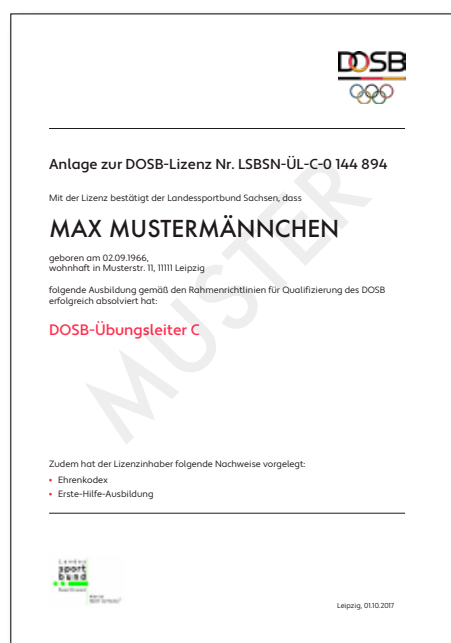 DOSB
Anlage zur DOSB-Lizenz Nr. LSBSN-ÜL-C-0 144 894
Mit der Lizenz bestätigt der Landessportbund Sachsen, dass
MAX MUSTERMÄNNCHEN
geboren am 02.09.1966,
wohnhaft in Musterstr. 11, 11111 Leipzig
folgende Ausbildung gemäß den Rahmenrichtlinien für Qualifizierung des DOSB
erfolgreich absolviert hat:
DOSB-Übungsleiter C
MUSTER
Zudem hat der Lizenzinhaber folgende Nachweise vorgelegt:
• Ehrenkodex
• Erste-Hilfe-Ausbildung
Landes
sport
bund
Leipzig, 01.10.2017